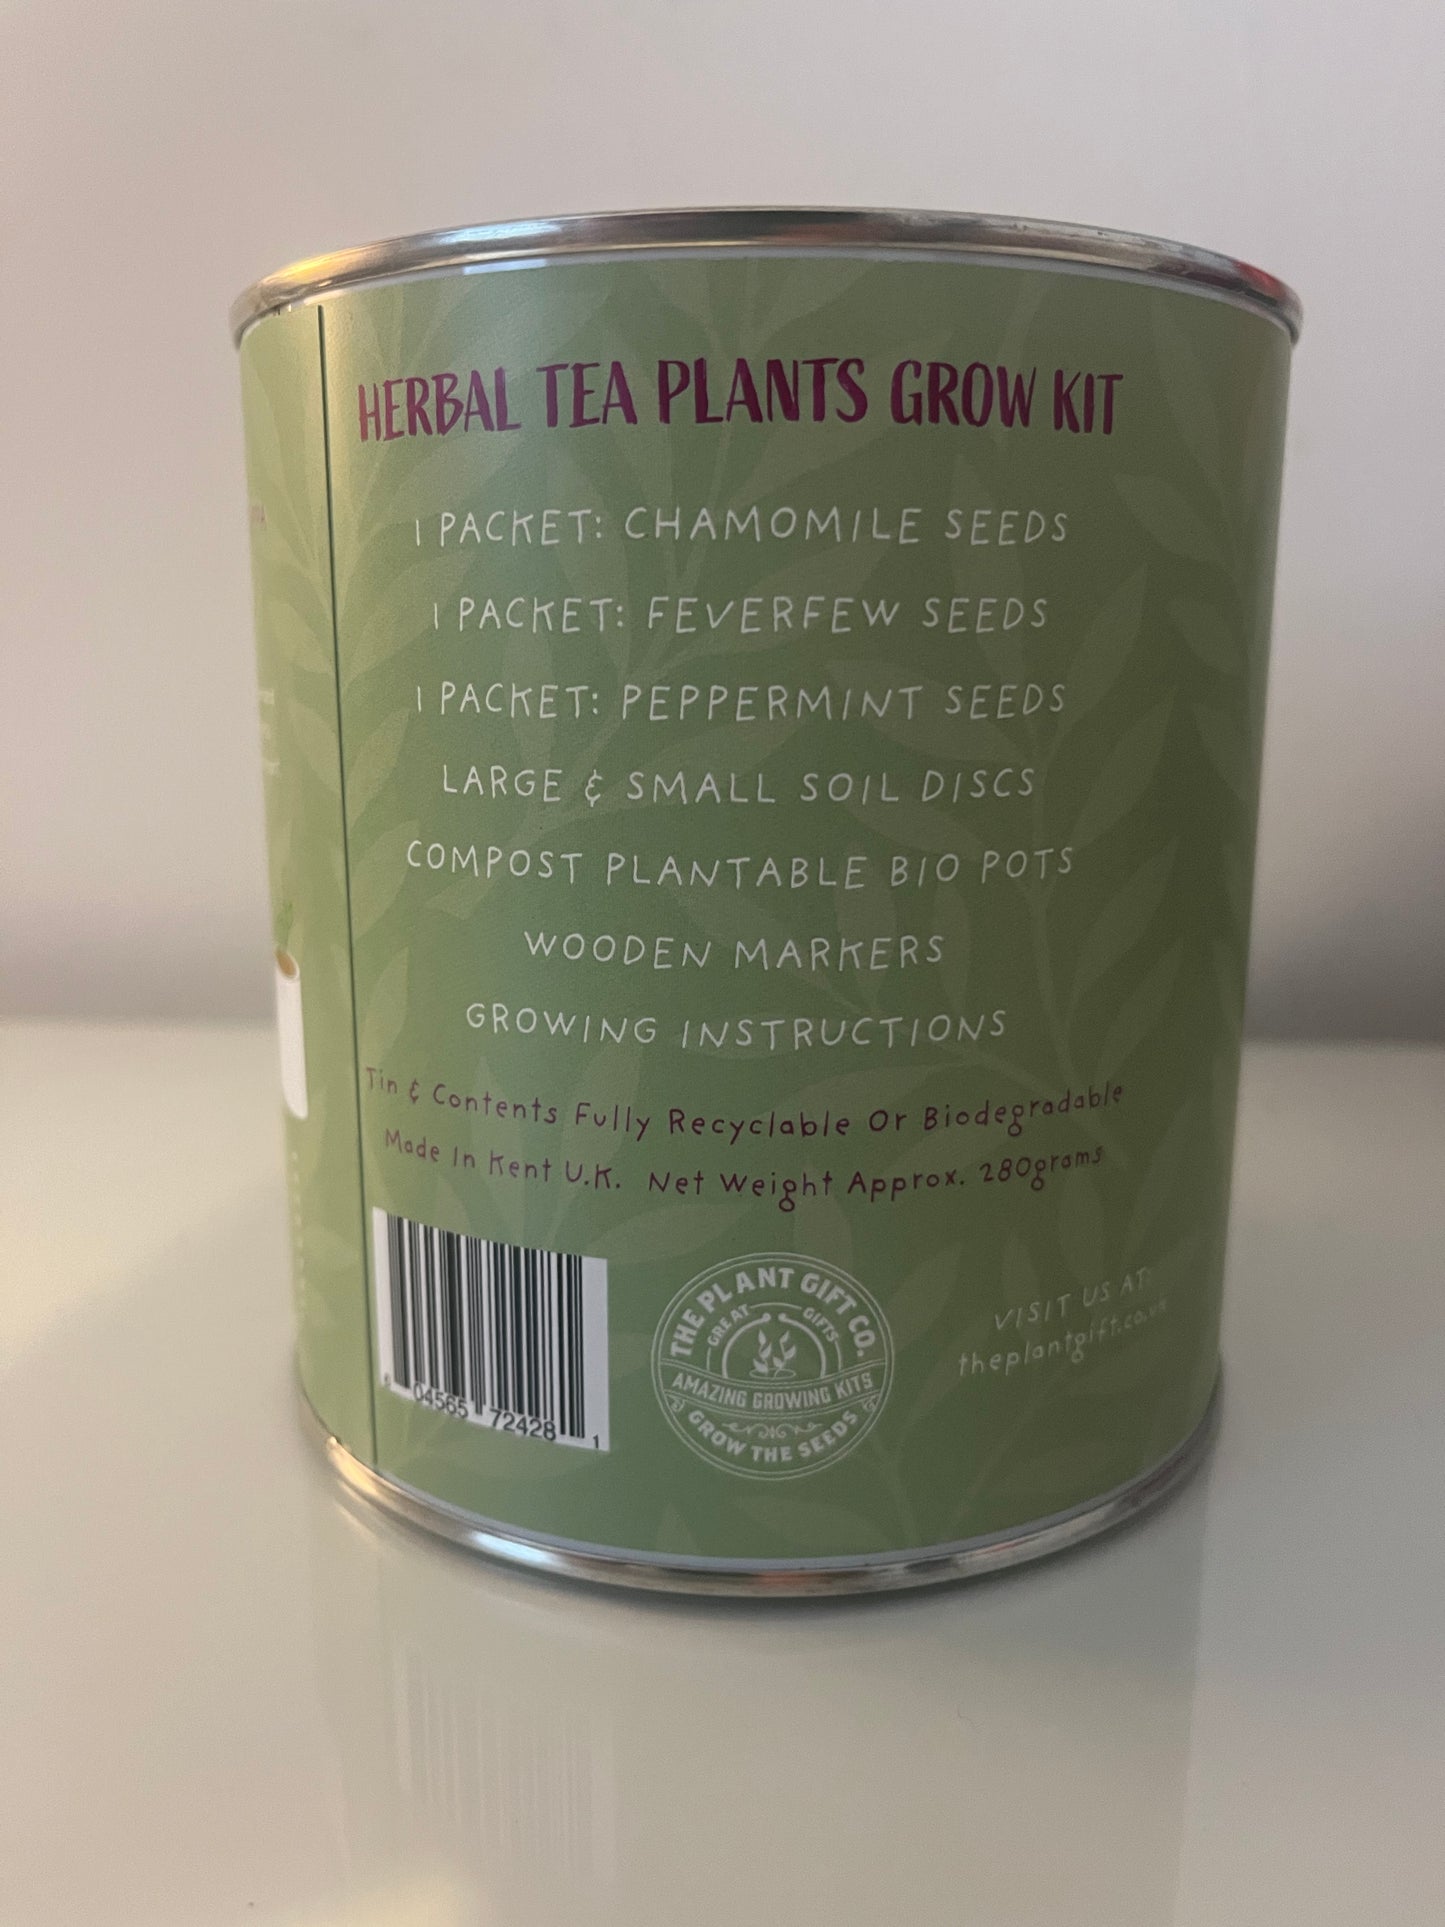 HERBAL TEA PLANTS GROW KIT
1 PACKET: CHAMOMILE SEEDS
1 PACKET: FEVERFEW SEEDS
1 PACKET: PEPPERMINT SEEDS
LARGE & SMALL SOIL DISCS
COMPOST PLANTABLE BIO POTS
WOODEN MARKERS
GROWING INSTRUCTIONS
Tin & Contents Fully Recyclable Or Biodegradable
Made In Kent U.K. Net Weight Approx. 280grams
04565 72428 1
THE PLANT GIFT CO.
GREAT GIFTS
AMAZING GROWING KITS
GROW THE SEEDS
VISIT US AT:
theplantgift.co.uk